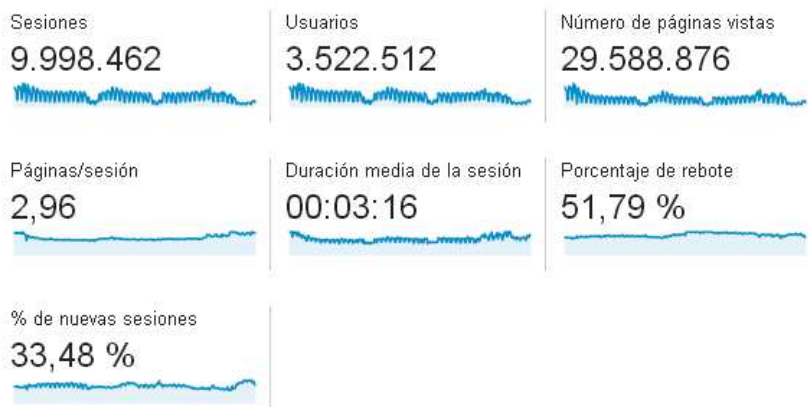 Sesiones
9.998.462
Usuarios
3.522.512
Número de páginas vistas
29.588.876
Páginas/sesión
2,96
Duración media de la sesión
00:03:16
Porcentaje de rebote
51,79 %
% de nuevas sesiones
33,48 %